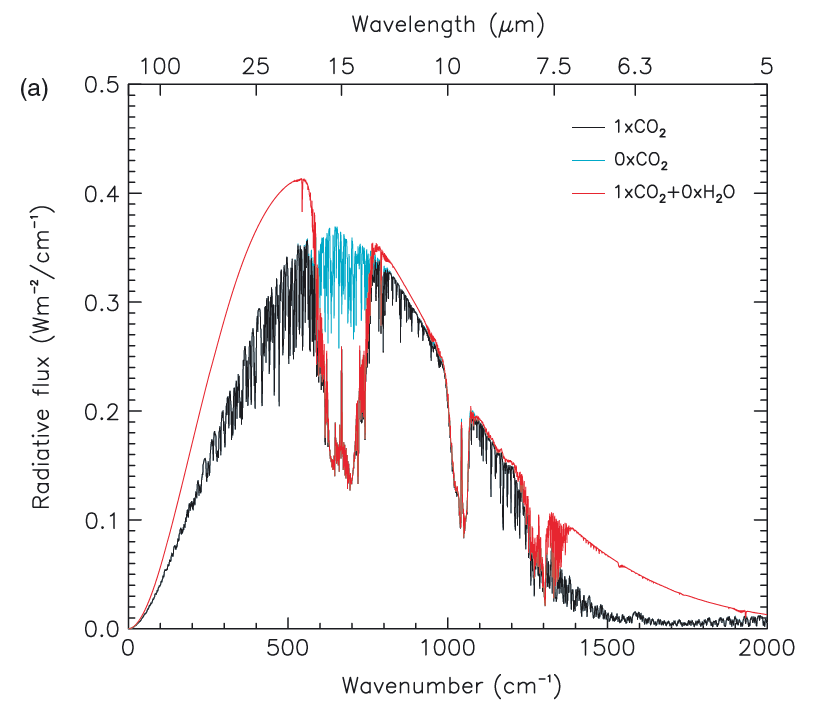 Wavelength (μm)
100 25 15 10 7.5 6.3 5
(a)
0.5
1xCO₂
0xCO₂
1xCO₂+0xH₂O
0.4
0.3
0.2
0.1
0.0
Radiative flux (Wm⁻²/cm⁻¹)
0 500 1000 1500 2000
Wavenumber (cm⁻¹)